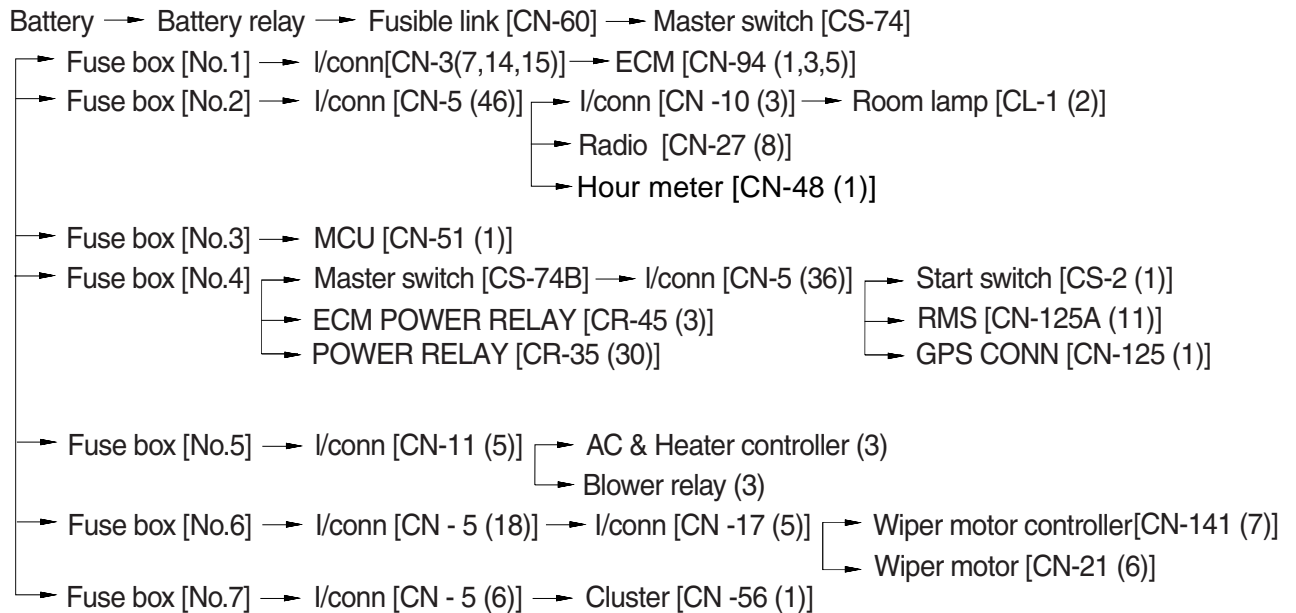 Battery → Battery relay → Fusible link [CN-60] → Master switch [CS-74]
→ Fuse box [No.1] → I/conn[CN-3(7,14,15)] → ECM [CN-94 (1,3,5)]
→ Fuse box [No.2] → I/conn [CN-5 (46)] → I/conn [CN -10 (3)] → Room lamp [CL-1 (2)]
→ Radio [CN-27 (8)]
→ Hour meter [CN-48 (1)]
→ Fuse box [No.3] → MCU [CN-51 (1)]
→ Fuse box [No.4] → Master switch [CS-74B] → I/conn [CN-5 (36)] → Start switch [CS-2 (1)]
→ ECM POWER RELAY [CR-45 (3)] → RMS [CN-125A (11)]
→ POWER RELAY [CR-35 (30)] → GPS CONN [CN-125 (1)]
→ Fuse box [No.5] → I/conn [CN-11 (5)] → AC & Heater controller (3)
→ Blower relay (3)
→ Fuse box [No.6] → I/conn [CN - 5 (18)] → I/conn [CN -17 (5)] → Wiper motor controller[CN-141 (7)]
→ Wiper motor [CN-21 (6)]
→ Fuse box [No.7] → I/conn [CN - 5 (6)] → Cluster [CN -56 (1)]